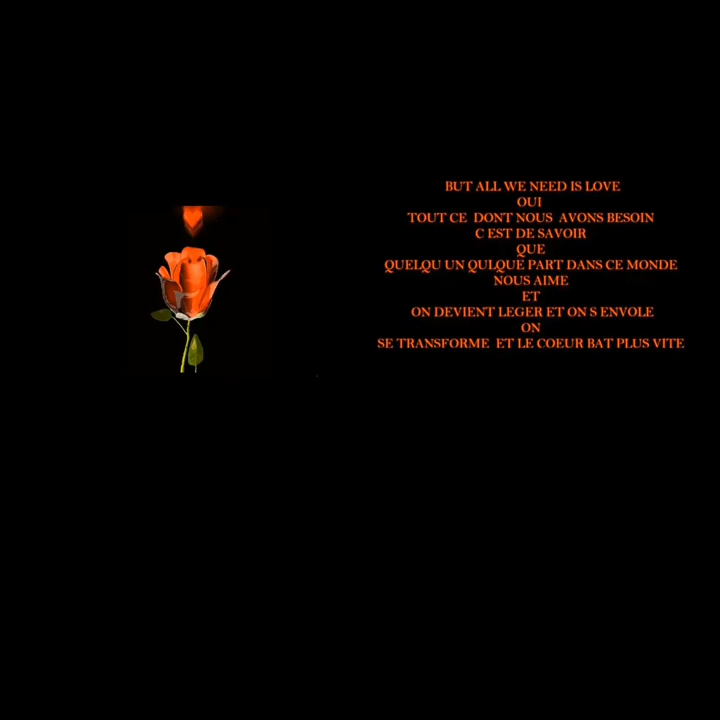 BUT ALL WE NEED IS LOVE
OUI
TOUT CE DONT NOUS AVONS BESOIN
C EST DE SAVOIR
QUE
QUELQU UN QULQUE PART DANS CE MONDE
NOUS AIME
ET
ON DEVIENT LEGER ET ON S ENVOLE
ON
SE TRANSFORME ET LE COEUR BAT PLUS VITE